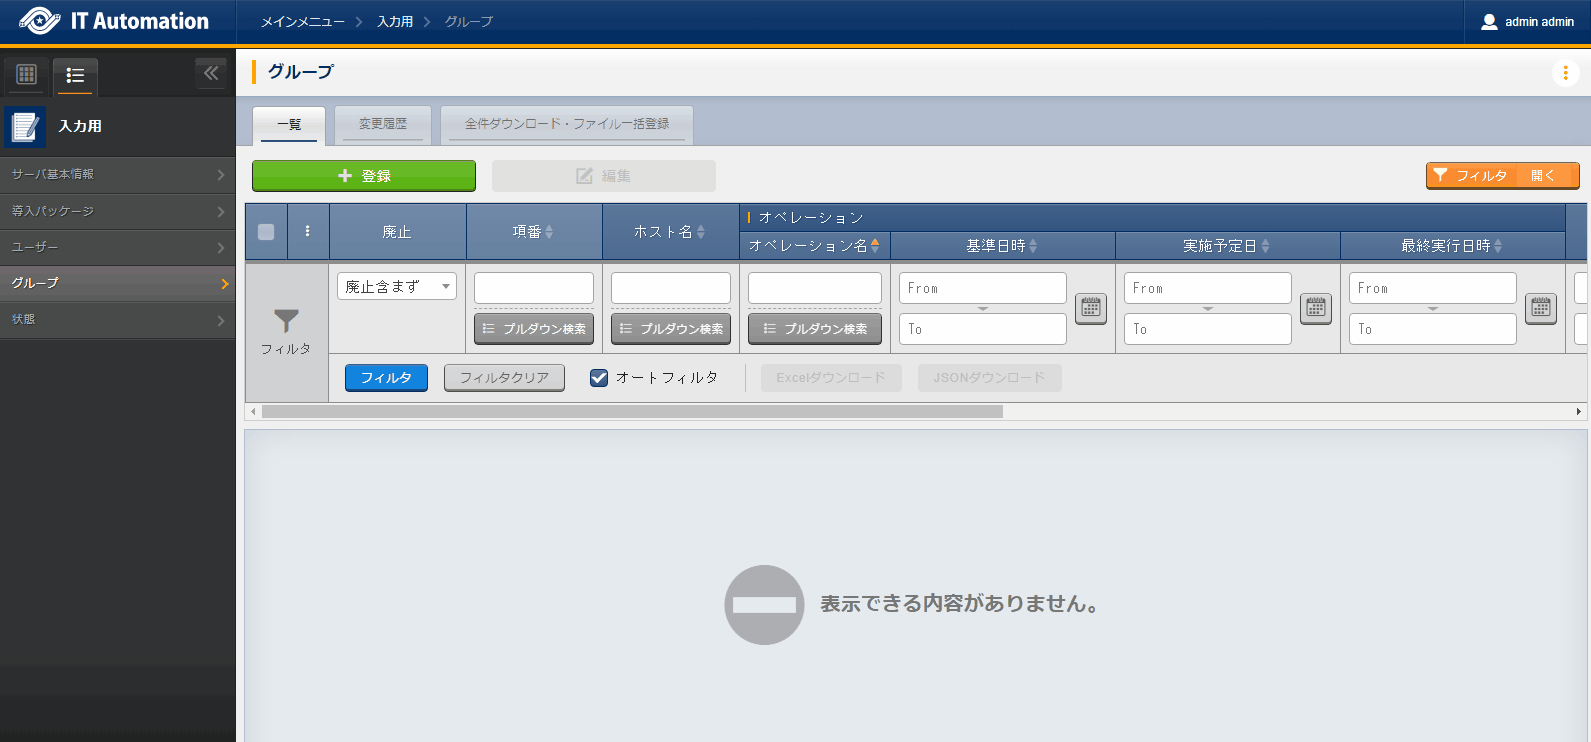 IT Automation
メインメニュー 入力用 グループ
admin admin
入力用
サーバ基本情報
導入パッケージ
ユーザー
グループ
状態
グループ
一覧 変更履歴 全件ダウンロード・ファイル一括登録
登録 編集 フィルタ 開く
廃止 項番 ホスト名 オペレーション
オペレーション名 基準日時 実施予定日 最終実行日時
フィルタ
廃止含まず From From From
プルダウン検索 プルダウン検索 プルダウン検索 To To To
フィルタ フィルタクリア オートフィルタ Excelダウンロード JSONダウンロード
表示できる内容がありません。